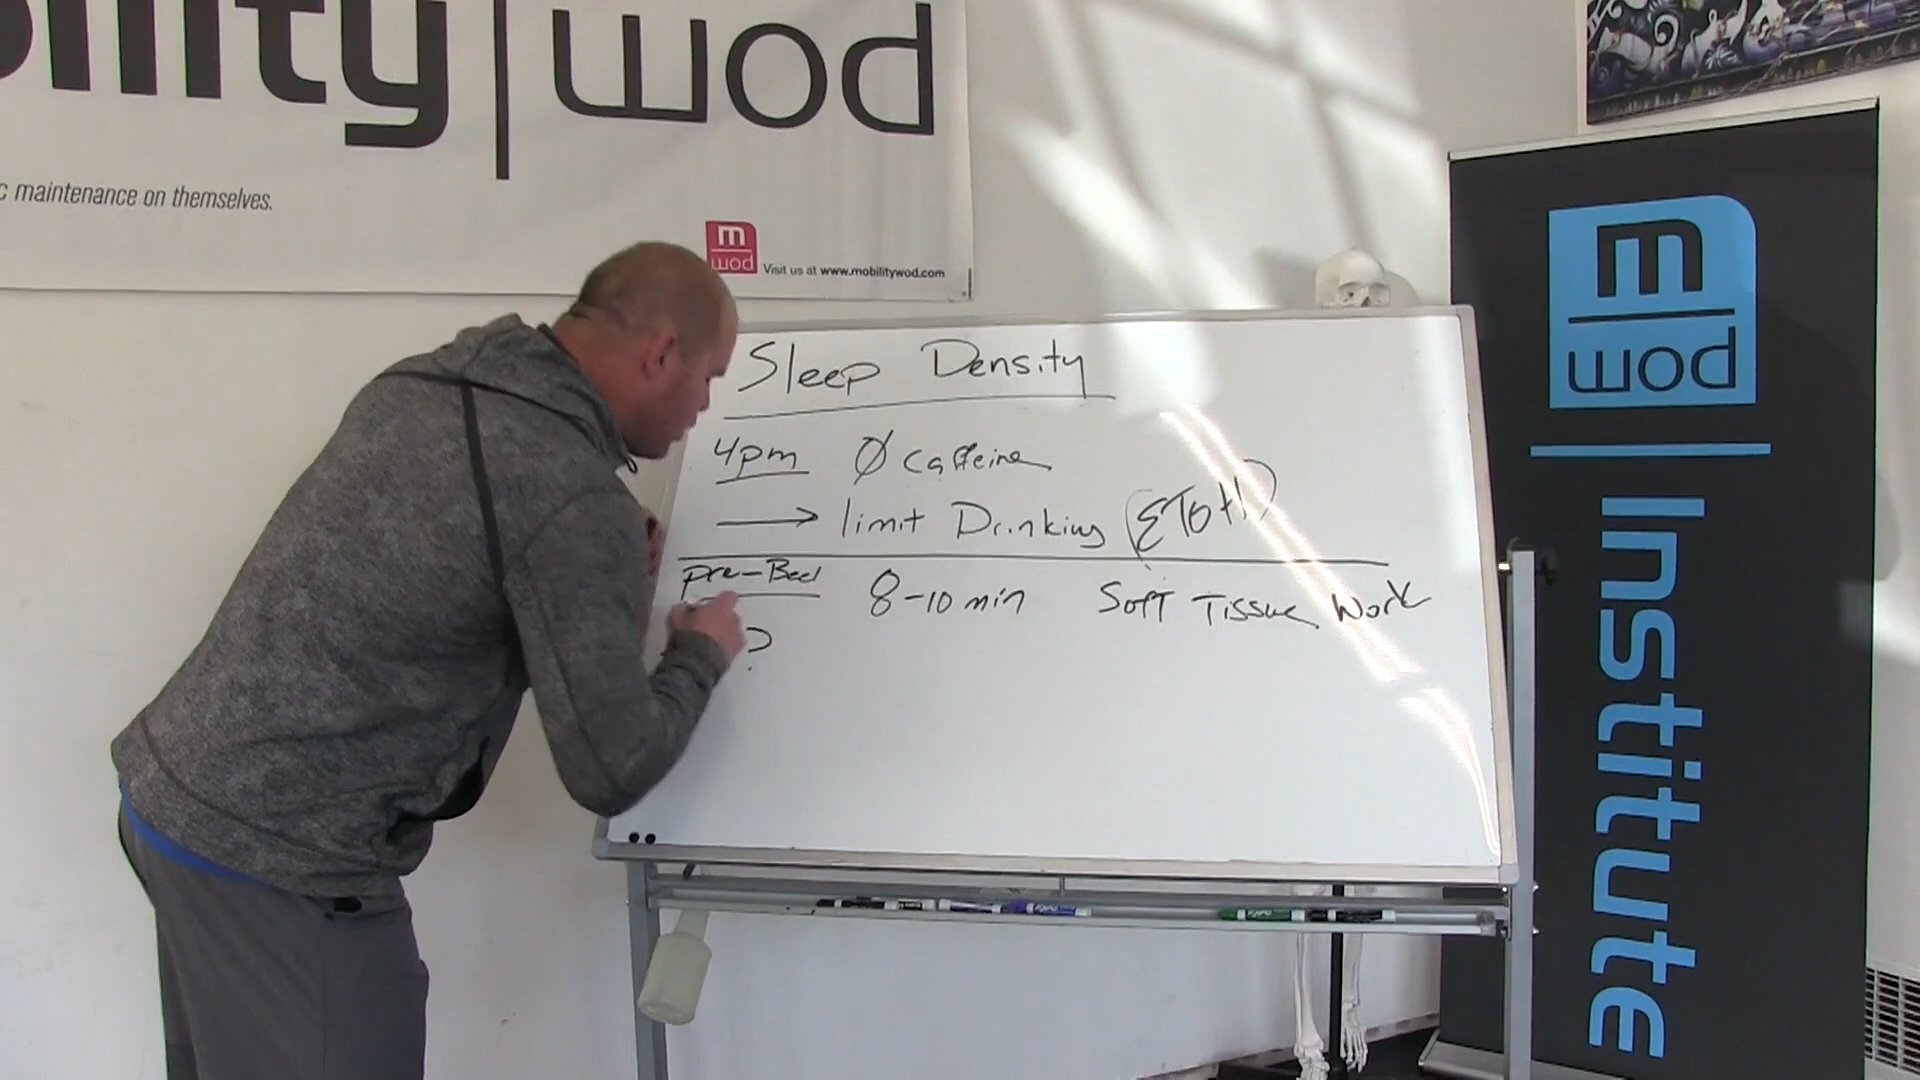 bility|wod
c maintenance on themselves.
m
wod
Visit us at www.mobilitywod.com
Sleep Density
4pm Ø caffeine
→ limit Drinking (ETOH)
pre-Bed 8-10 min Soft Tissue Work
?
m|wod
| Institute